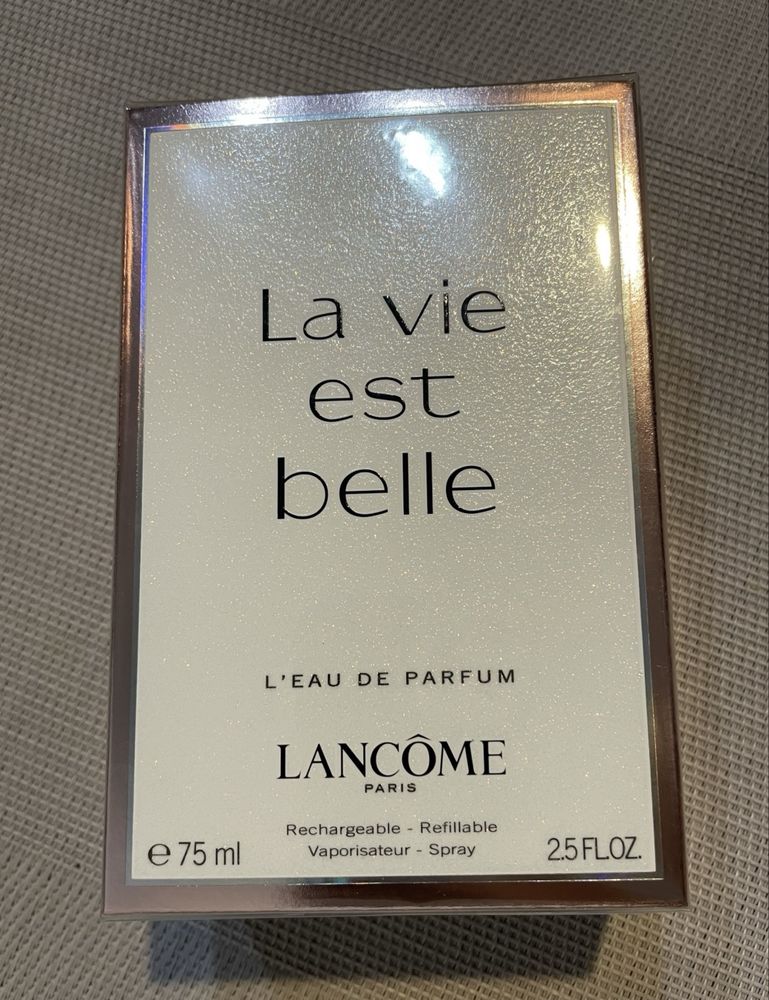 La vie
est
belle
L'EAU DE PARFUM
LANCÔME
PARIS
Rechargeable - Refillable
Vaporisateur - Spray
℮ 75 ml
2.5 FL.OZ.